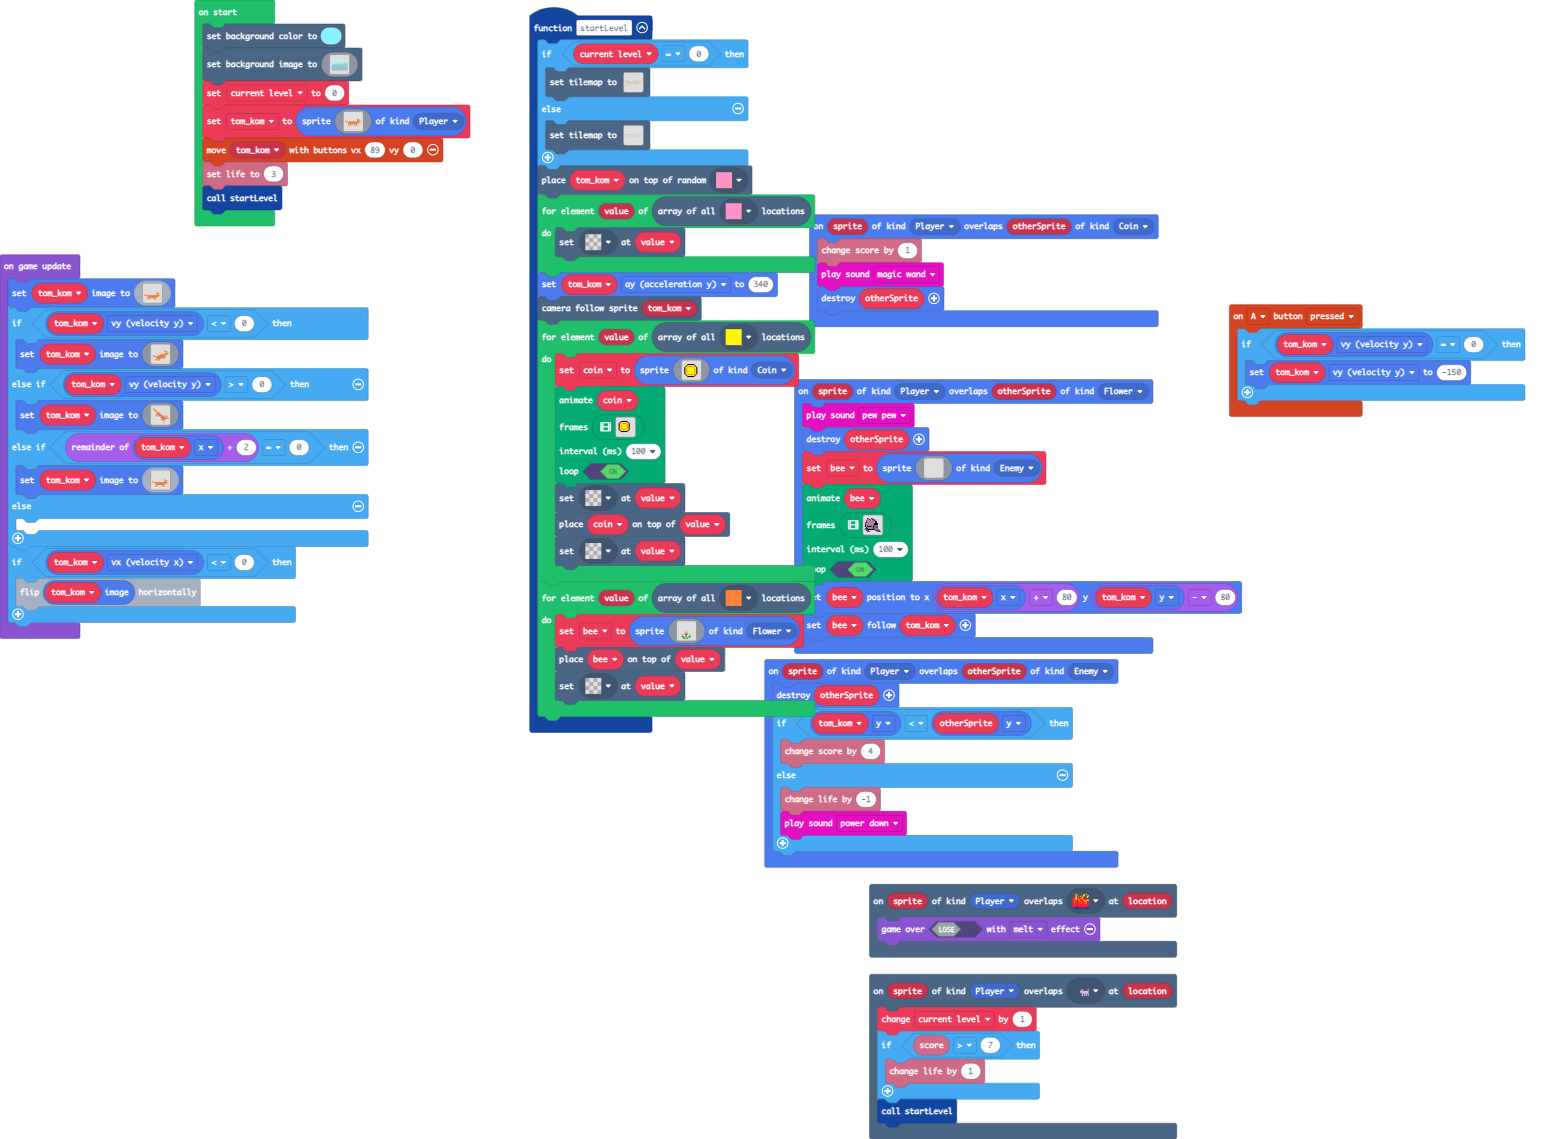 on start
set background color to
set background image to
set current level to 0
set tom_kom to sprite of kind Player
move tom_kom with buttons vx 89 vy 0
set life to 3
call startLevel
on game update
set tom_kom image to
if tom_kom vy (velocity y) < 0 then
set tom_kom image to
else if tom_kom vy (velocity y) > 0 then
set tom_kom image to
else if remainder of tom_kom x ÷ 2 = 0 then
set tom_kom image to
else
if tom_kom vx (velocity x) < 0 then
flip tom_kom image horizontally
function startLevel
if current level = 0 then
set tilemap to
else
set tilemap to
place tom_kom on top of random
for element value of array of all locations
do
set at value
set tom_kom ay (acceleration y) to 340
camera follow sprite tom_kom
for element value of array of all locations
do
set coin to sprite of kind Coin
animate coin
frames
interval (ms) 100
loop ON
set at value
place coin on top of value
set at value
for element value of array of all locations
do
set bee to sprite of kind Flower
place bee on top of value
set at value
on sprite of kind Player overlaps otherSprite of kind Coin
change score by 1
play sound magic wand
destroy otherSprite
on sprite of kind Player overlaps otherSprite of kind Flower
play sound pew pew
destroy otherSprite
set bee to sprite of kind Enemy
animate bee
frames
interval (ms) 100
oop ON
t bee position to x tom_kom x + 80 y tom_kom y - 80
set bee follow tom_kom
on sprite of kind Player overlaps otherSprite of kind Enemy
destroy otherSprite
if tom_kom y < otherSprite y then
change score by 4
else
change life by -1
play sound power down
on sprite of kind Player overlaps at location
game over LOSE with melt effect
on sprite of kind Player overlaps at location
change current level by 1
if score > 7 then
change life by 1
call startLevel
on A button pressed
if tom_kom vy (velocity y) = 0 then
set tom_kom vy (velocity y) to -150